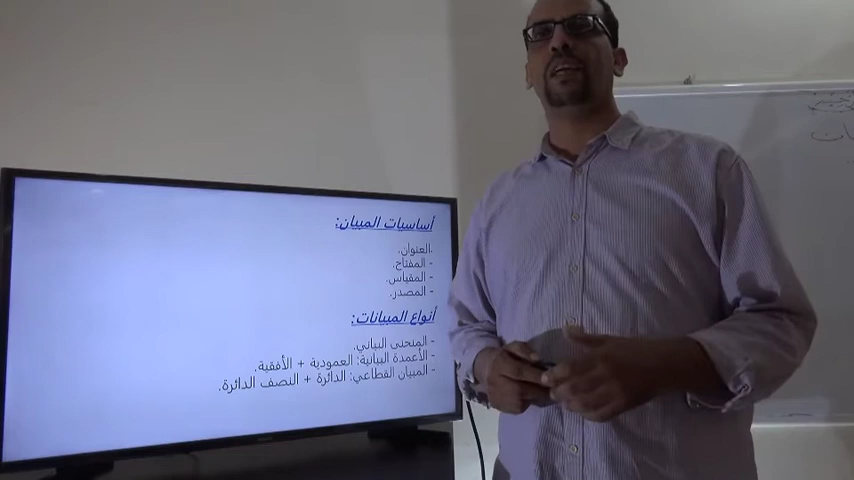 أساسيات المبيان:
.العنوان.
- المفتاح.
- المقياس.
- المصدر.
أنواع المبيانات:
- المنحنى البياني.
- الأعمدة البيانية: العمودية + الأفقية.
- المبيان القطاعي: الدائرة + النصف الدائرة.